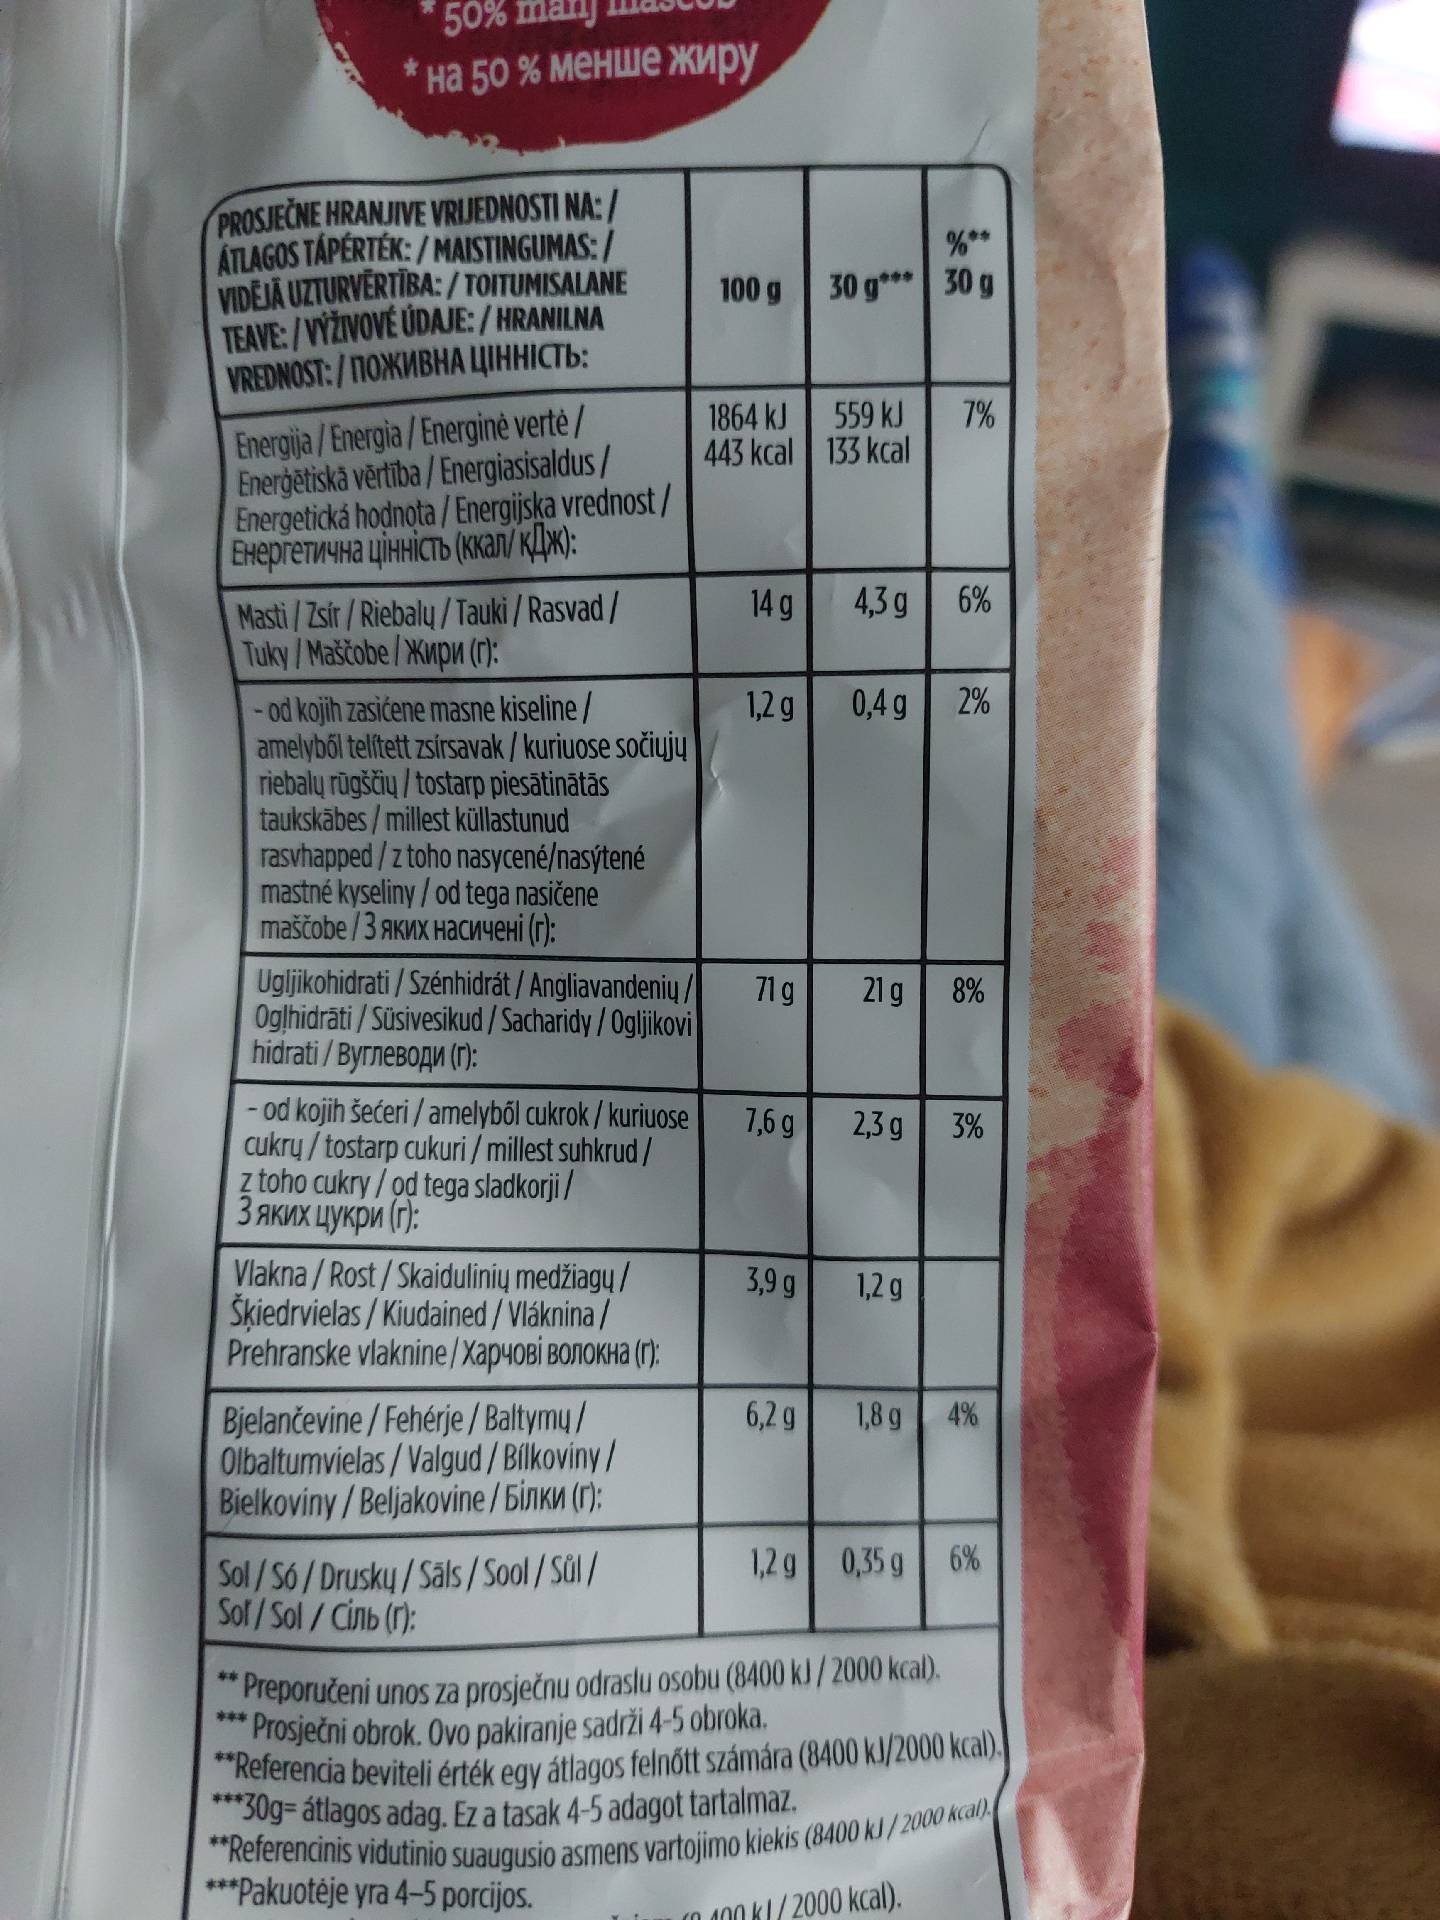 * 50% manj
* на 50 % менше жиру
PROSJEČNE HRANJIVE VRIJEDNOSTI NA: /
ÁTLAGOS TÁPÉRTÉK: / MAISTINGUMAS: /
VIDĒJĀ UZTURVĒRTĪBA: / TOITUMISALANE
TEAVE: / VÝŽIVOVÉ ÚDAJE: / HRANILNA
VREDNOST: / ПОЖИВНА ЦІННІСТЬ:
100 g
30 g***
%**
30 g
Energija / Energia / Energinė vertė /
Enerģētiskā vērtība / Energiasisaldus /
Energetická hodnota / Energijska vrednost /
Енергетична цінність (ккал/ кДж):
1864 kJ 559 kJ 7%
443 kcal 133 kcal
Masti / Zsír / Riebalų / Tauki / Rasvad /
Tuky / Maščobe / Жири (г):
14 g 4,3 g 6%
- od kojih zasićene masne kiseline /
amelyből telített zsírsavak / kuriuose sočiųjų
riebalų rūgščių / tostarp piesātinātās
taukskābes / millest küllastunud
rasvhapped / z toho nasycené/nasýtené
mastné kyseliny / od tega nasičene
maščobe / З яких насичені (г):
1,2 g 0,4 g 2%
Ugljikohidrati / Szénhidrát / Angliavandenių /
Ogļhidrāti / Süsivesikud / Sacharidy / Ogljikovi
hidrati / Вуглеводи (г):
71 g 21 g 8%
- od kojih šećeri / amelyből cukrok / kuriuose
cukrų / tostarp cukuri / millest suhkrud /
z toho cukry / od tega sladkorji /
З яких цукри (г):
7,6 g 2,3 g 3%
Vlakna / Rost / Skaidulinių medžiagų /
Šķiedrvielas / Kiudained / Vláknina /
Prehranske vlaknine / Харчові волокна (г):
3,9 g 1,2 g
Bjelančevine / Fehérje / Baltymų /
Olbaltumvielas / Valgud / Bílkoviny /
Bielkoviny / Beljakovine / Білки (г):
6,2 g 1,8 g 4%
Sol / Só / Druskų / Sāls / Sool / Sůl /
Soľ / Sol / Сіль (г):
1,2 g 0,35 g 6%
** Preporučeni unos za prosječnu odraslu osobu (8400 kJ / 2000 kcal).
*** Prosječni obrok. Ovo pakiranje sadrži 4-5 obroka.
**Referencia beviteli érték egy átlagos felnőtt számára (8400 kJ/2000 kcal).
***30g= átlagos adag. Ez a tasak 4-5 adagot tartalmaz.
**Referencinis vidutinio suaugusio asmens vartojimo kiekis (8400 kJ / 2000 kcal).
***Pakuotėje yra 4–5 porcijos.
kJ / 2000 kcal).